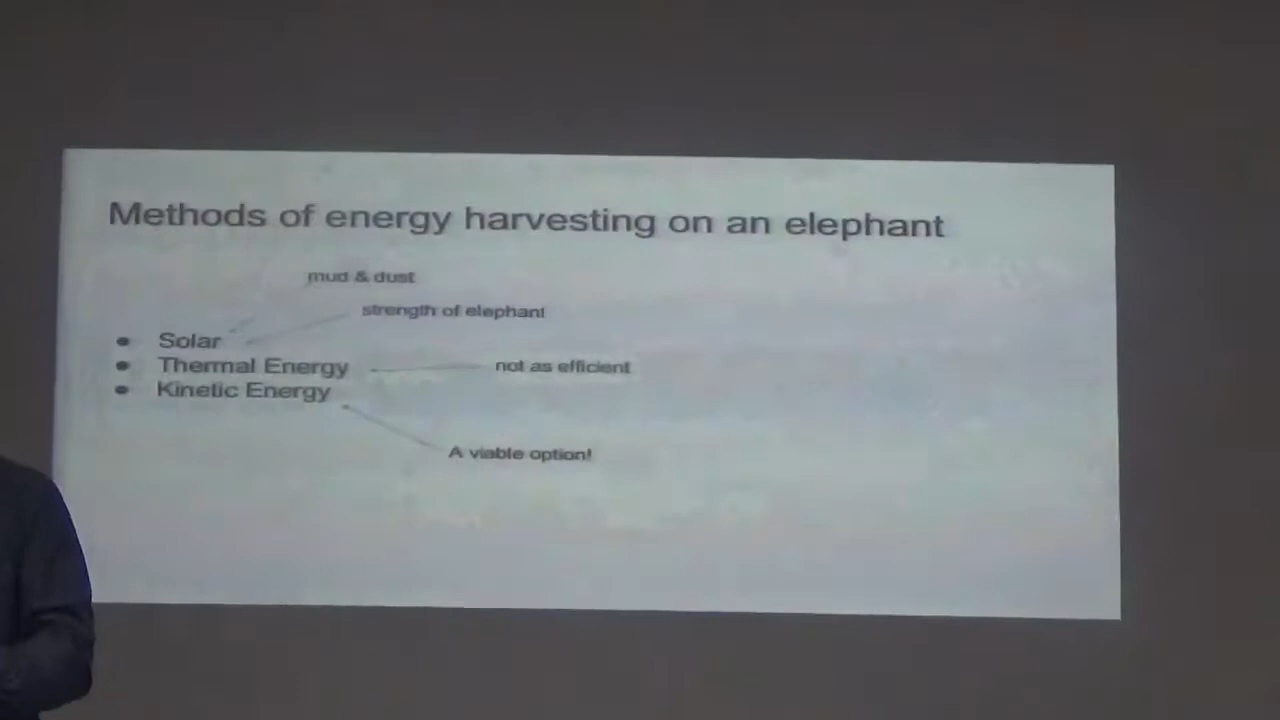 Methods of energy harvesting on an elephant
mud & dust
strength of elephant
• Solar
• Thermal Energy
not as efficient
• Kinetic Energy
A viable option!